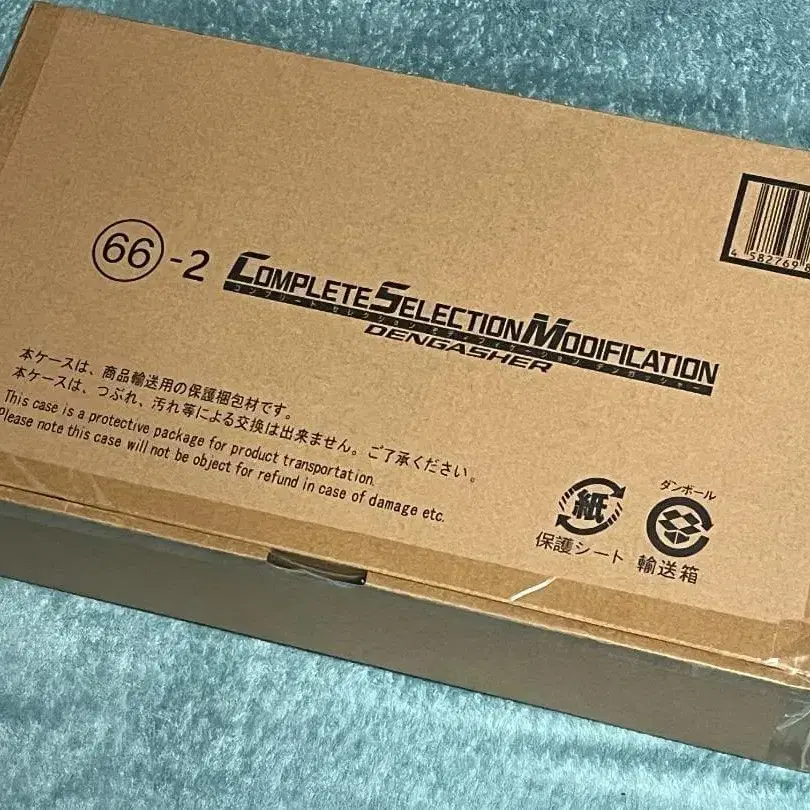 66-2
COMPLETE SELECTION MODIFICATION
コンプリート セレクション モディフィケーション デンガッシャー
DENGASHER
本ケースは、商品輸送用の保護梱包材です。
本ケースは、つぶれ、汚れ等による交換は出来ません。ご了承ください。
This case is a protective package for product transportation.
Please note this case will not be object for refund in case of damage etc.
4 582769
紙
保護シート
ダンボール
輸送箱